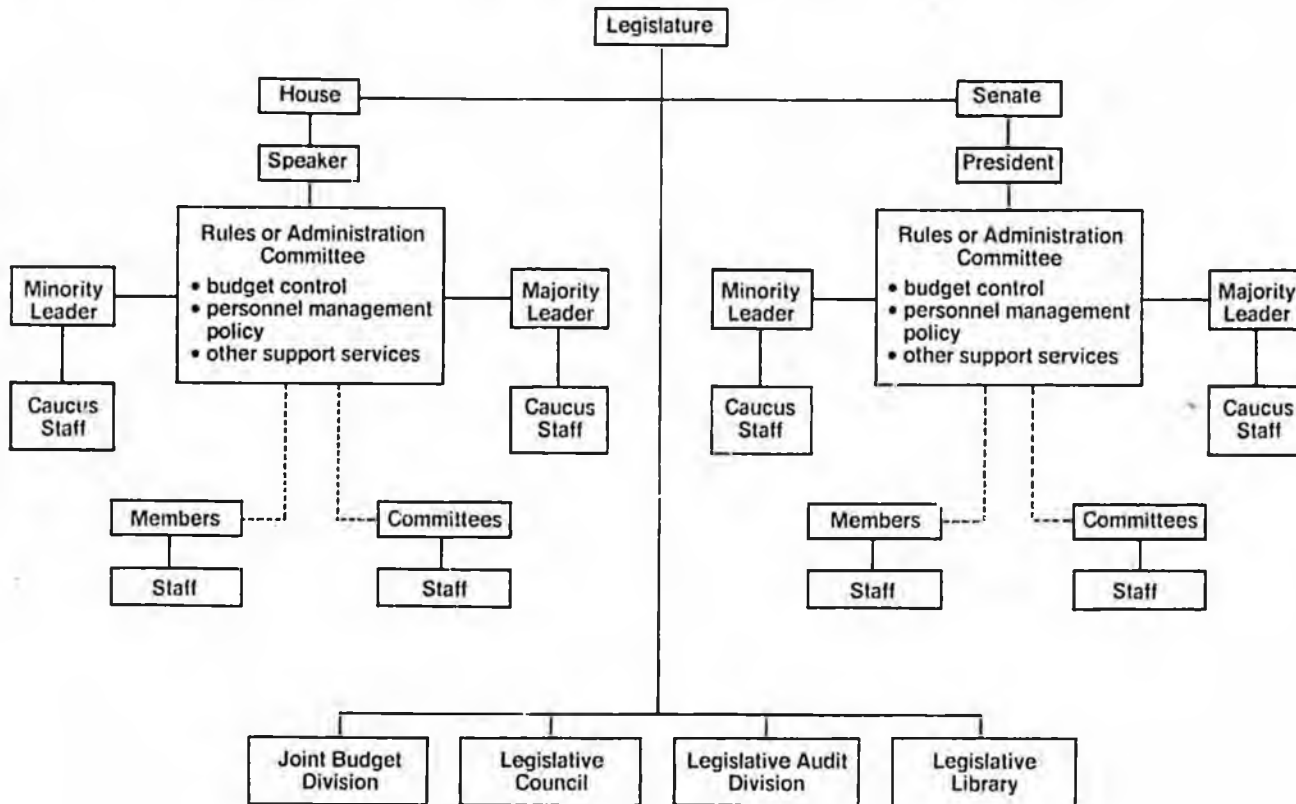 Legislature
House
Senate
Speaker
President
Rules or Administration
Committee
• budget control
• personnel management
policy
• other support services
Minority
Leader
Majority
Leader
Caucus
Staff
Caucus
Staff
Members
Committees
Staff
Staff
Rules or Administration
Committee
• budget control
• personnel management
policy
• other support services
Minority
Leader
Majority
Leader
Caucus
Staff
Caucus
Staff
Members
Committees
Staff
Staff
Joint Budget
Division
Legislative
Council
Legislative Audit
Division
Legislative
Library